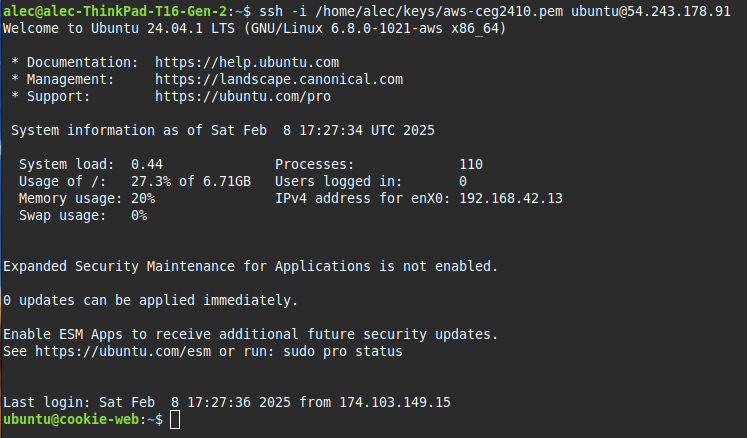 alec@alec-ThinkPad-T16-Gen-2:~$ ssh -i /home/alec/keys/aws-ceg2410.pem ubuntu@54.243.178.91
Welcome to Ubuntu 24.04.1 LTS (GNU/Linux 6.8.0-1021-aws x86_64)
* Documentation:  https://help.ubuntu.com
* Management:     https://landscape.canonical.com
* Support:        https://ubuntu.com/pro
System information as of Sat Feb  8 17:27:34 UTC 2025
System load:  0.44              Processes:             110
Usage of /:   27.3% of 6.71GB   Users logged in:       0
Memory usage: 20%               IPv4 address for enX0: 192.168.42.13
Swap usage:   0%
Expanded Security Maintenance for Applications is not enabled.
0 updates can be applied immediately.
Enable ESM Apps to receive additional future security updates.
See https://ubuntu.com/esm or run: sudo pro status
Last login: Sat Feb  8 17:27:36 2025 from 174.103.149.15
ubuntu@cookie-web:~$